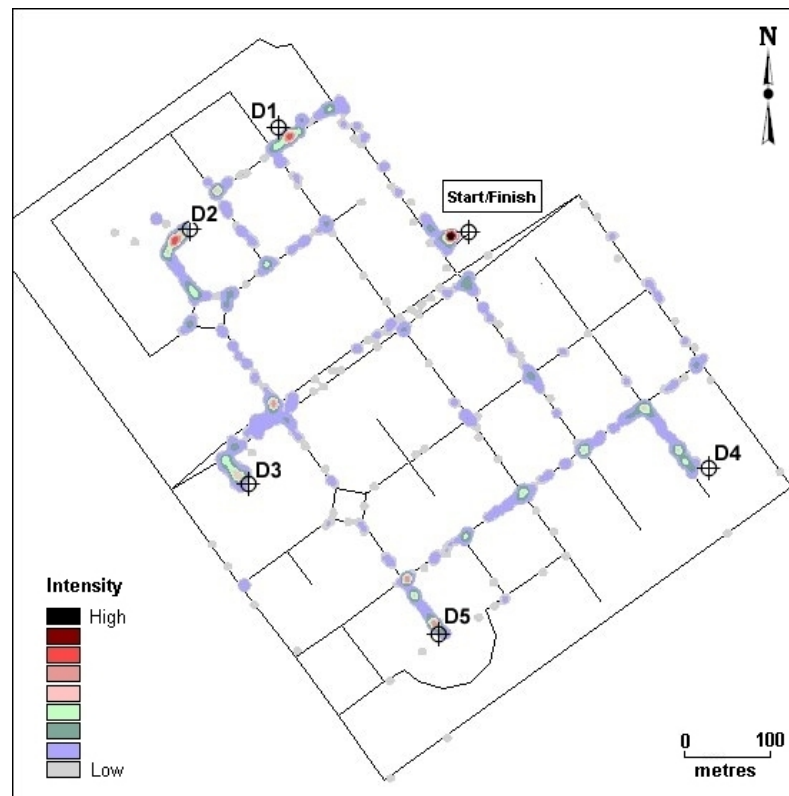 N
D1
Start/Finish
D2
D3
D4
Intensity
High
D5
Low
0 100
metres